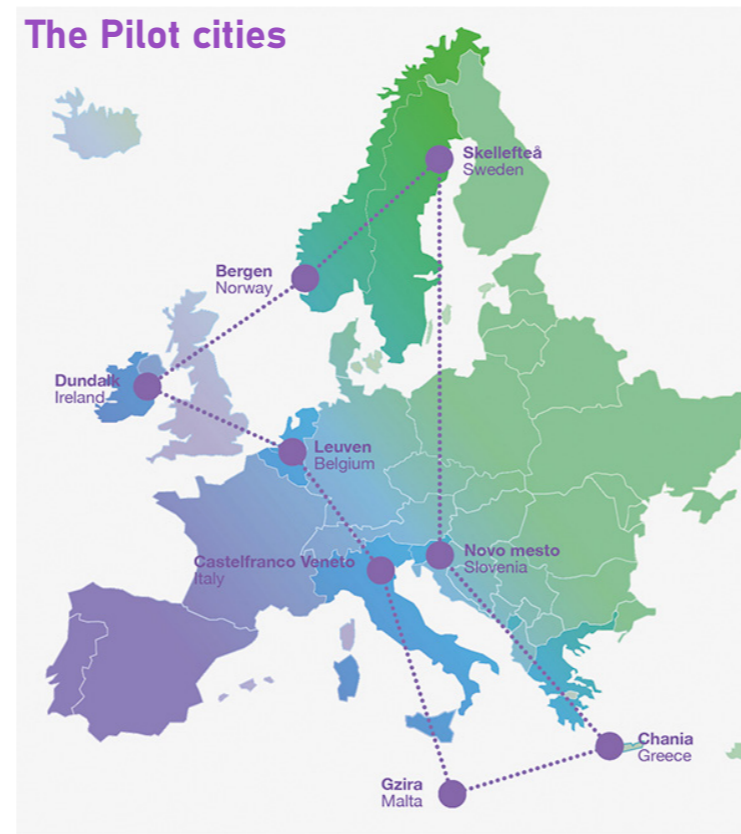 The Pilot cities
Skellefteå
Sweden
Bergen
Norway
Dundalk
Ireland
Leuven
Belgium
Castelfranco Veneto
Italy
Novo mesto
Slovenia
Chania
Greece
Gzira
Malta